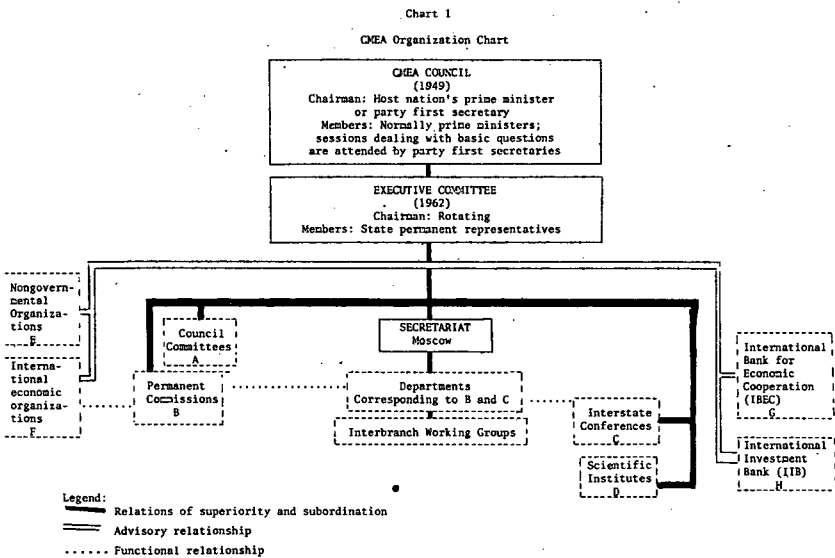 Chart 1
CMEA Organization Chart
CMEA COUNCIL
(1949)
Chairman: Host nation's prime minister
or party first secretary
Members: Normally prime ministers;
sessions dealing with basic questions
are attended by party first secretaries
EXECUTIVE COMMITTEE
(1962)
Chairman: Rotating
Members: State permanent representatives
Nongovern-
mental
Organiza-
tions
E
Interna-
tional
economic
organiza-
tions
F
Council
Committees
A
Permanent
Commissions
B
SECRETARIAT
Moscow
Departments
Corresponding to B and C
Interbranch Working Groups
Interstate
Conferences
C
Scientific
Institutes
D
International
Bank for
Economic
Cooperation
(IBEC)
G
International
Investment
Bank (IIB)
H
Legend:
Relations of superiority and subordination
Advisory relationship
Functional relationship